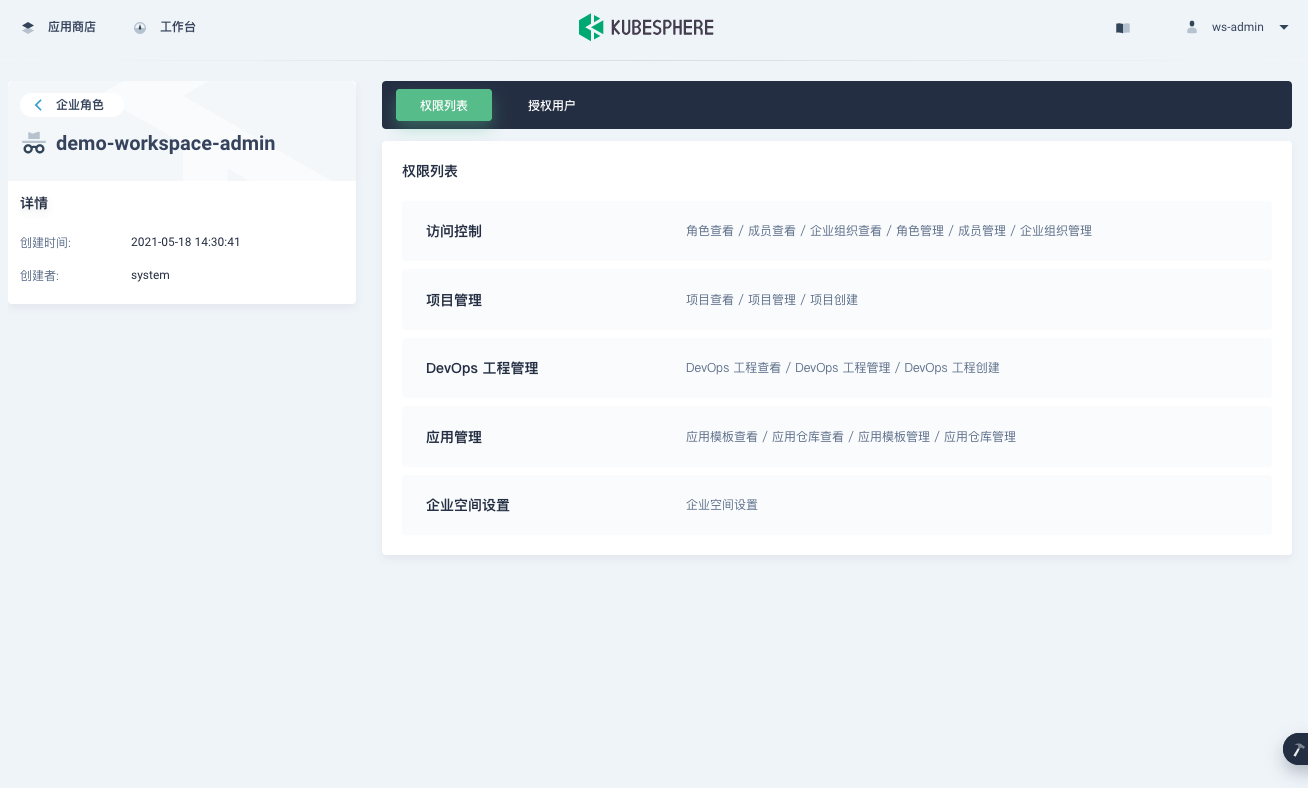 应用商店
工作台
KUBESPHERE
ws-admin
企业角色
demo-workspace-admin
详情
创建时间: 2021-05-18 14:30:41
创建者: system
权限列表 授权用户
权限列表
访问控制 角色查看 / 成员查看 / 企业组织查看 / 角色管理 / 成员管理 / 企业组织管理
项目管理 项目查看 / 项目管理 / 项目创建
DevOps 工程管理 DevOps 工程查看 / DevOps 工程管理 / DevOps 工程创建
应用管理 应用模板查看 / 应用仓库查看 / 应用模板管理 / 应用仓库管理
企业空间设置 企业空间设置